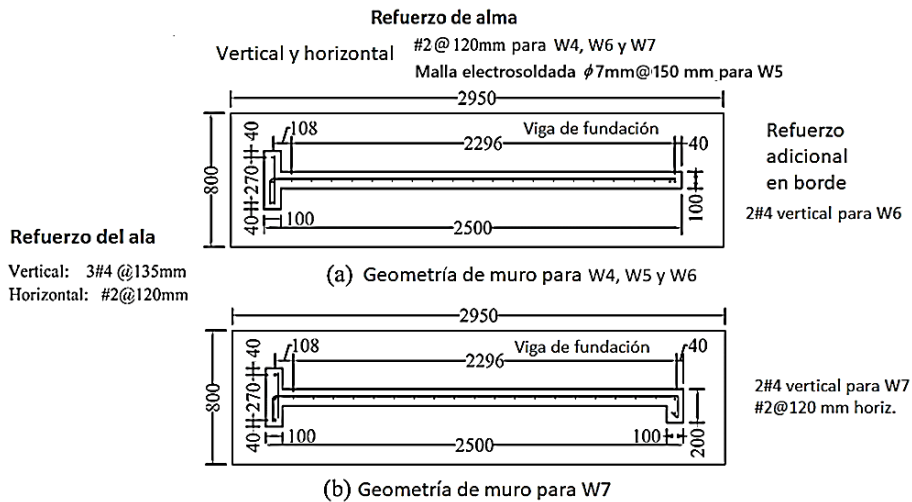 Refuerzo de alma
Vertical y horizontal #2@120mm para W4, W6 y W7
Malla electrosoldada ϕ7mm@150 mm para W5
2950
40 108 Viga de fundación 40
2296
800 270
100
40 100 2500
Refuerzo
adicional
en borde
2#4 vertical para W6
Refuerzo del ala
Vertical: 3#4 @135mm
Horizontal: #2@120mm
(a) Geometría de muro para W4, W5 y W6
2950
40 108 Viga de fundación 40
2296
800 270
40 100 2500 100 200
2#4 vertical para W7
#2@120 mm horiz.
(b) Geometría de muro para W7